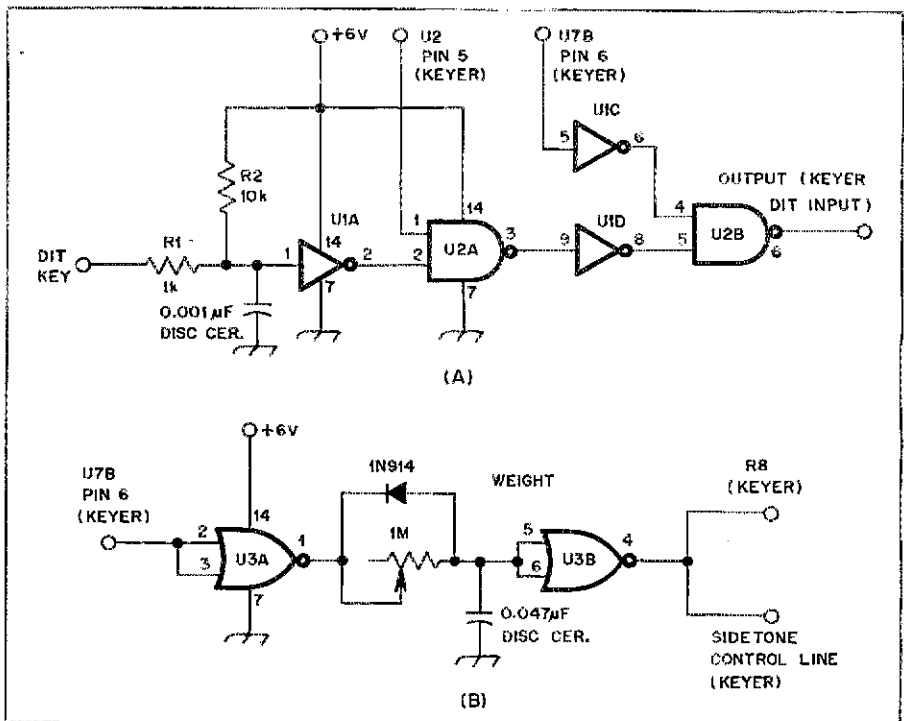 +6V
U2
PIN 5
(KEYER)
U7B
PIN 6
(KEYER)
U1C
5
6
R2
10k
14
OUTPUT (KEYER
DIT INPUT)
U1A
1
3
U1D
4
DIT
KEY
R1
1k
1
14
2
2
U2A
9
8
5
U2B
6
7
7
0.001µF
DISC CER.
(A)
+6V
1N914
WEIGHT
R8
(KEYER)
U7B
PIN 6
(KEYER)
14
2
3
U3A
1
1M
5
6
U3B
4
7
0.047µF
DISC CER.
SIDETONE
CONTROL LINE
(KEYER)
(B)